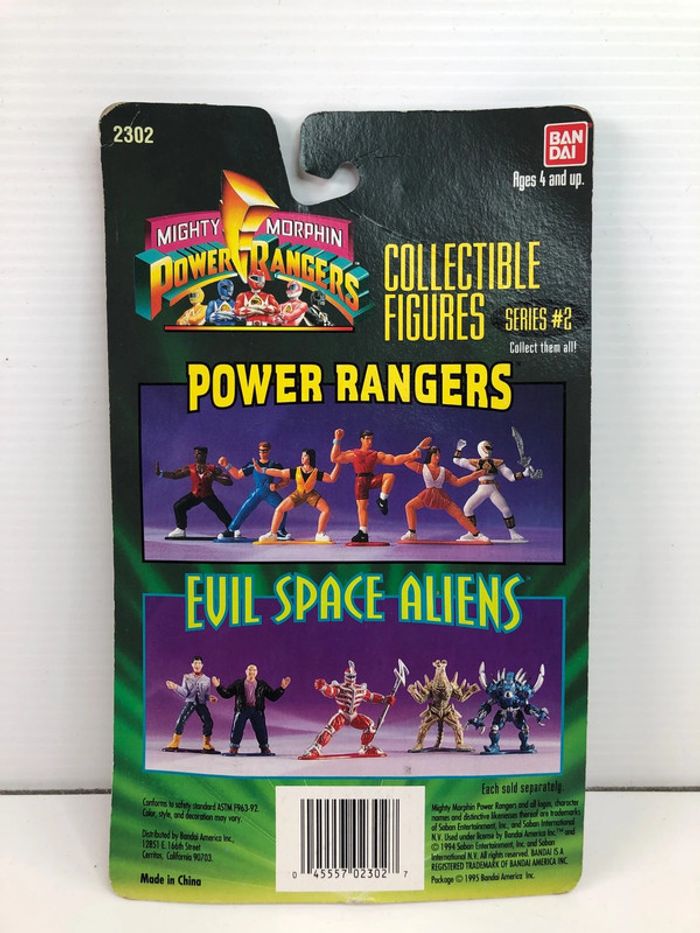 2302
BAN
DAI
Ages 4 and up.
MIGHTY MORPHIN
POWER RANGERS™
COLLECTIBLE
FIGURES
SERIES #2
Collect them all!
POWER RANGERS™
EVIL SPACE ALIENS™
Each sold separately.
Conforms to safety standard ASTM F963-92.
Color, style, and decoration may vary.
Distributed by Bandai America Inc.,
12851 E. 166th Street
Cerritos, California 90703.
Made in China
0 45557 02302 7
Mighty Morphin Power Rangers and all logos, character
names and distinctive likenesses thereof are trademarks
of Saban Entertainment, Inc., and Saban International
N.V. Used under license by Bandai America Inc.™ and
© 1994 Saban Entertainment, Inc. and Saban
International N.V. All rights reserved. BANDAI IS A
REGISTERED TRADEMARK OF BANDAI AMERICA INC.
Package © 1995 Bandai America Inc.